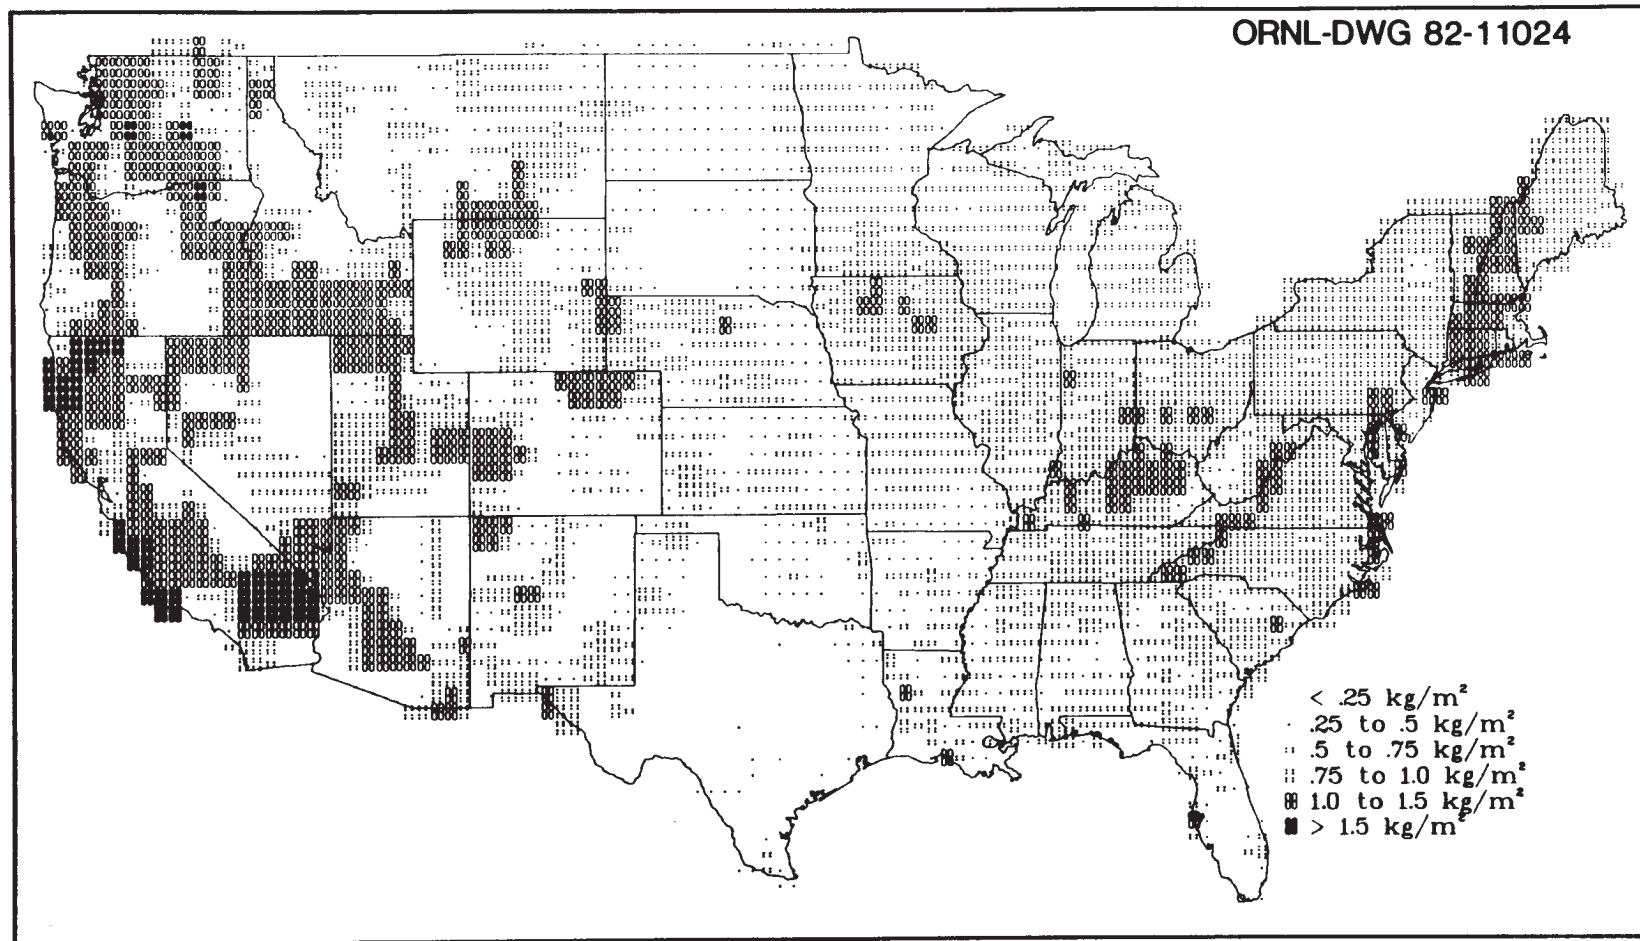 ORNL-DWG 82-11024
< .25 kg/m²
.25 to .5 kg/m²
.5 to .75 kg/m²
.75 to 1.0 kg/m²
1.0 to 1.5 kg/m²
> 1.5 kg/m²